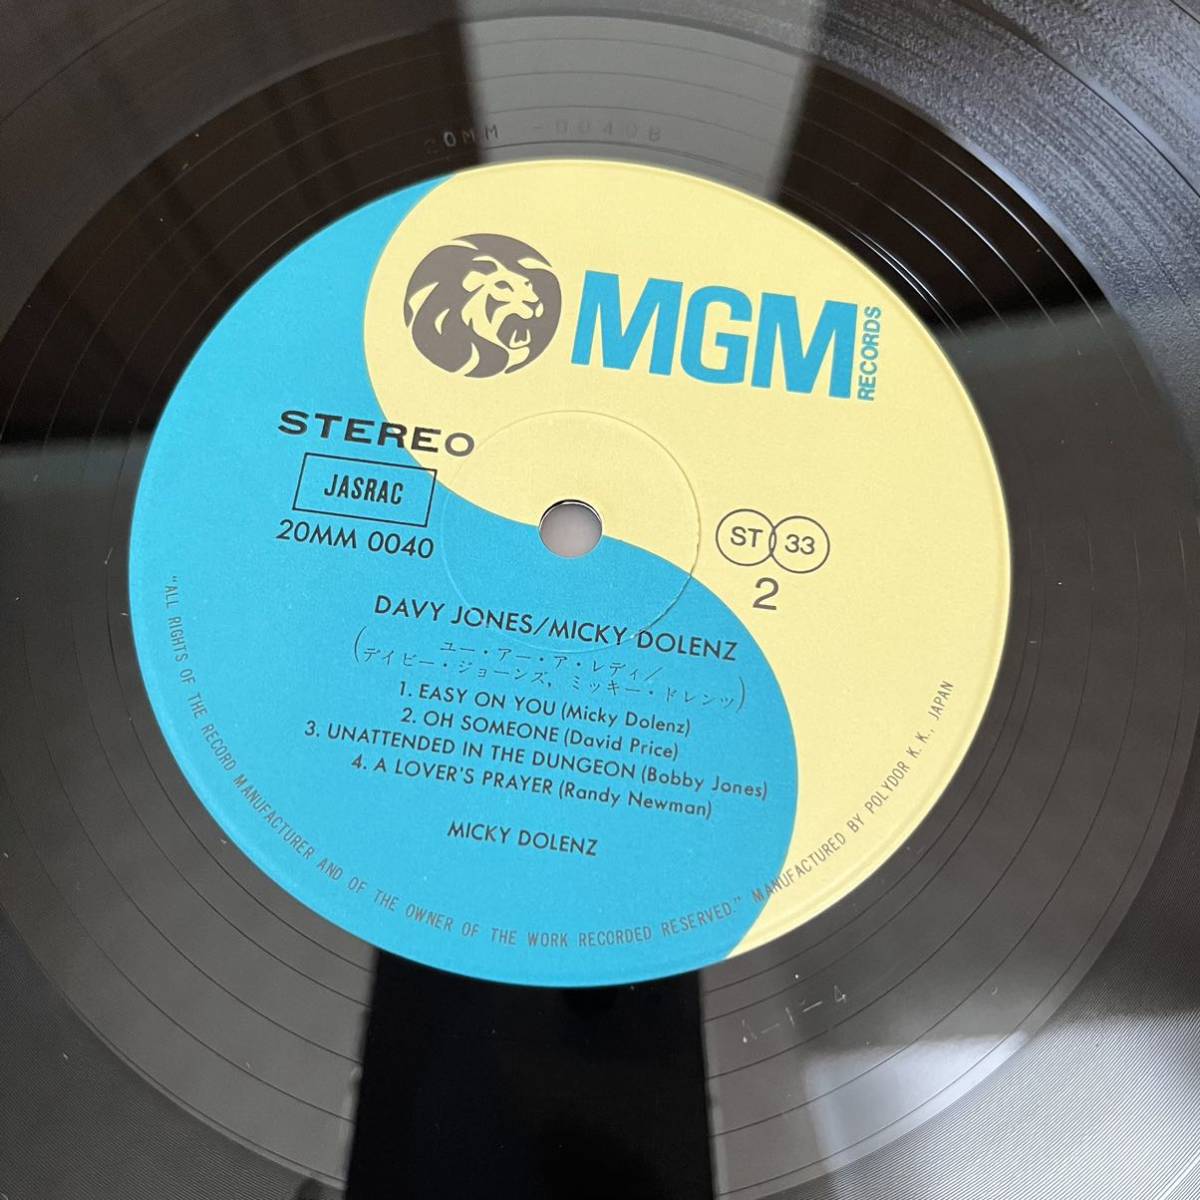 20MM-0040B
MGM
RECORDS
STEREO
JASRAC
20MM 0040
ST 33
2
DAVY JONES/MICKY DOLENZ
(ユー・アー・ア・レディ/
デイビー・ジョーンズ, ミッキー・ドレンツ)
1. EASY ON YOU (Micky Dolenz)
2. OH SOMEONE (David Price)
3. UNATTENDED IN THE DUNGEON (Bobby Jones)
4. A LOVER'S PRAYER (Randy Newman)
MICKY DOLENZ
"ALL RIGHTS OF THE RECORD MANUFACTURER AND OF THE OWNER OF THE WORK RECORDED RESERVED." MANUFACTURED BY POLYDOR K.K., JAPAN